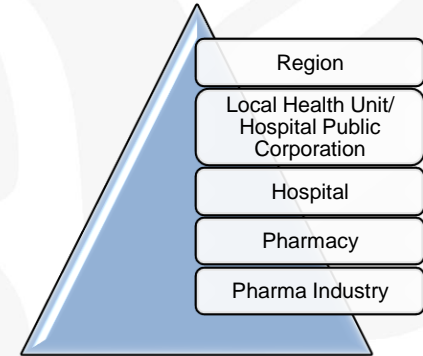 Region
Local Health Unit/
Hospital Public
Corporation
Hospital
Pharmacy
Pharma Industry